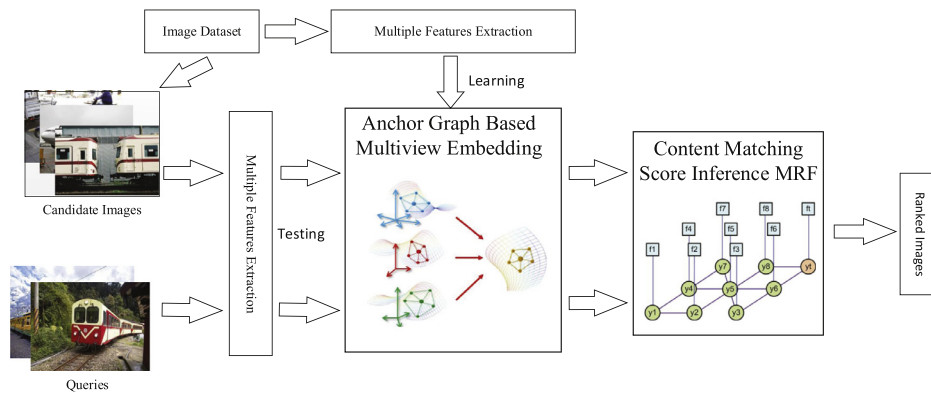 Image Dataset
Multiple Features Extraction
Learning
Candidate Images
Multiple Features Extraction
Testing
Queries
Anchor Graph Based
Multiview Embedding
Content Matching
Score Inference MRF
f7
f8
ft
f4
f5
f6
f1
f2
f3
y7
y8
yt
y4
y5
y6
y1
y2
y3
Ranked Images